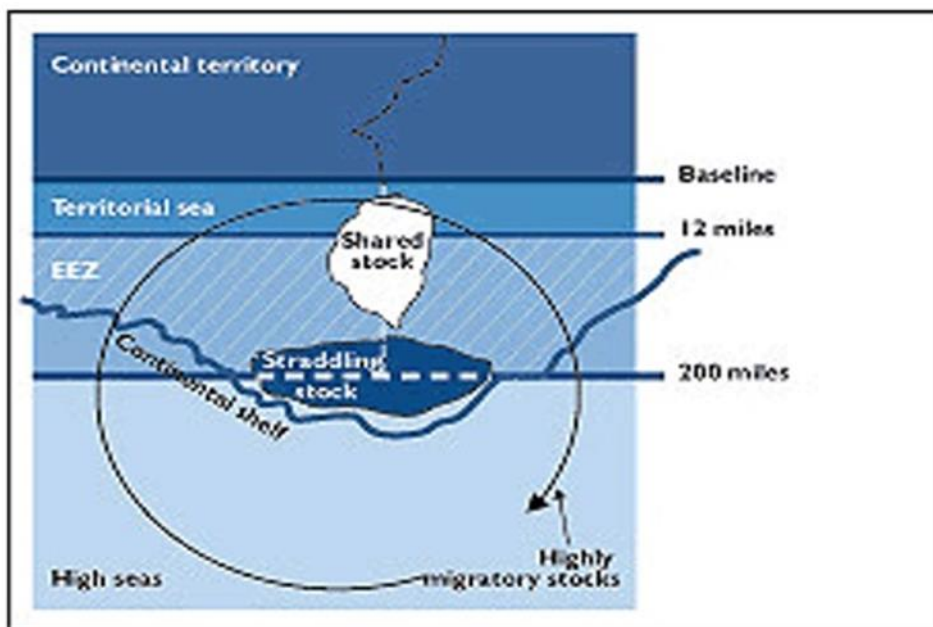 Continental territory
Baseline
Territorial sea
12 miles
Shared
stock
EEZ
Continental shelf
Straddling
stock
200 miles
Highly
migratory stocks
High seas